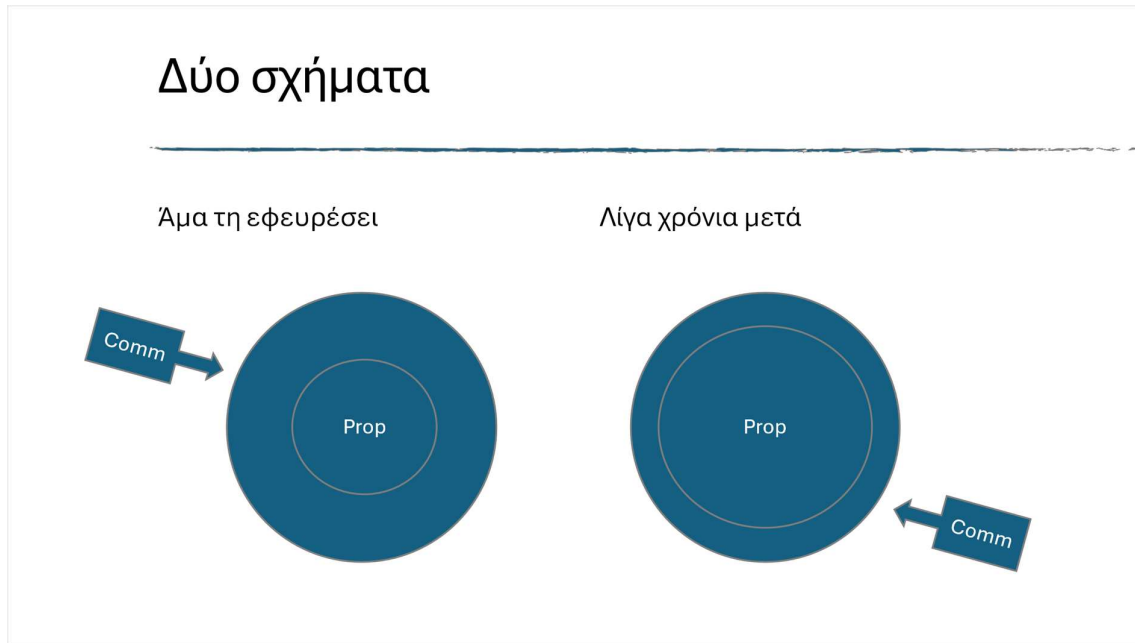 Δύο σχήματα
Άμα τη εφευρέσει
Λίγα χρόνια μετά
Comm
Prop
Prop
Comm